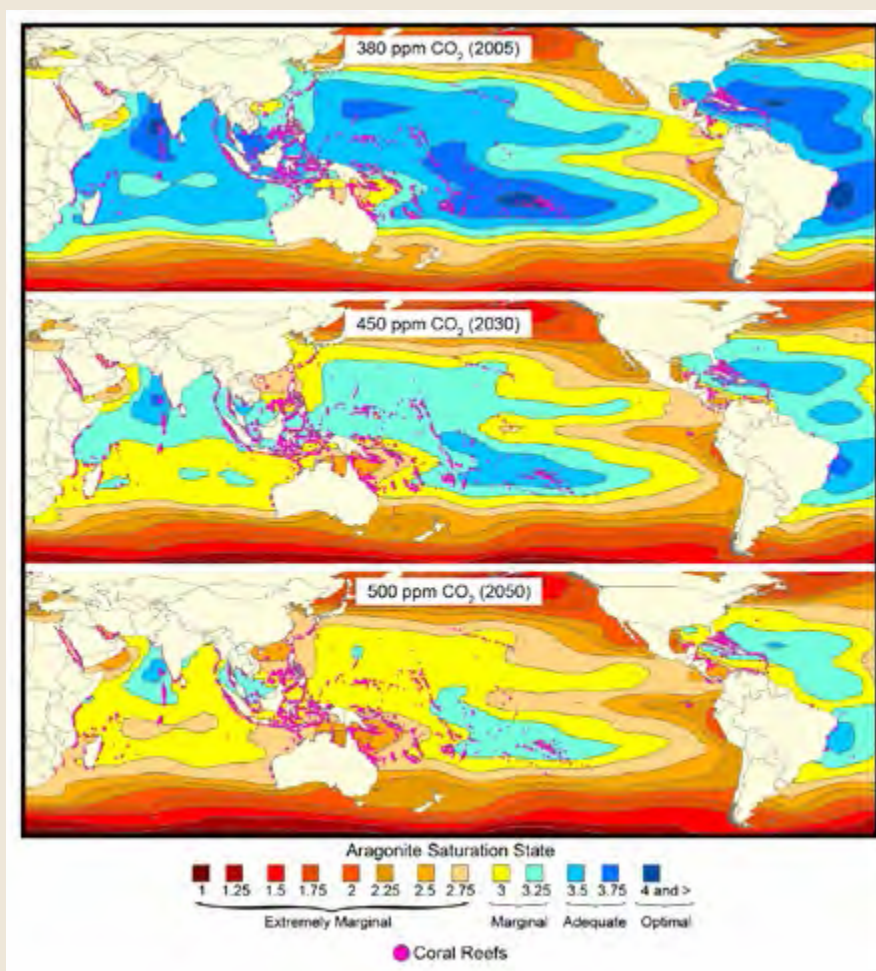 380 ppm CO₂ (2005)
450 ppm CO₂ (2030)
500 ppm CO₂ (2050)
Aragonite Saturation State
1 1.25 1.5 1.75 2 2.25 2.5 2.75 3 3.25 3.5 3.75 4 and >
Extremely Marginal Marginal Adequate Optimal
Coral Reefs